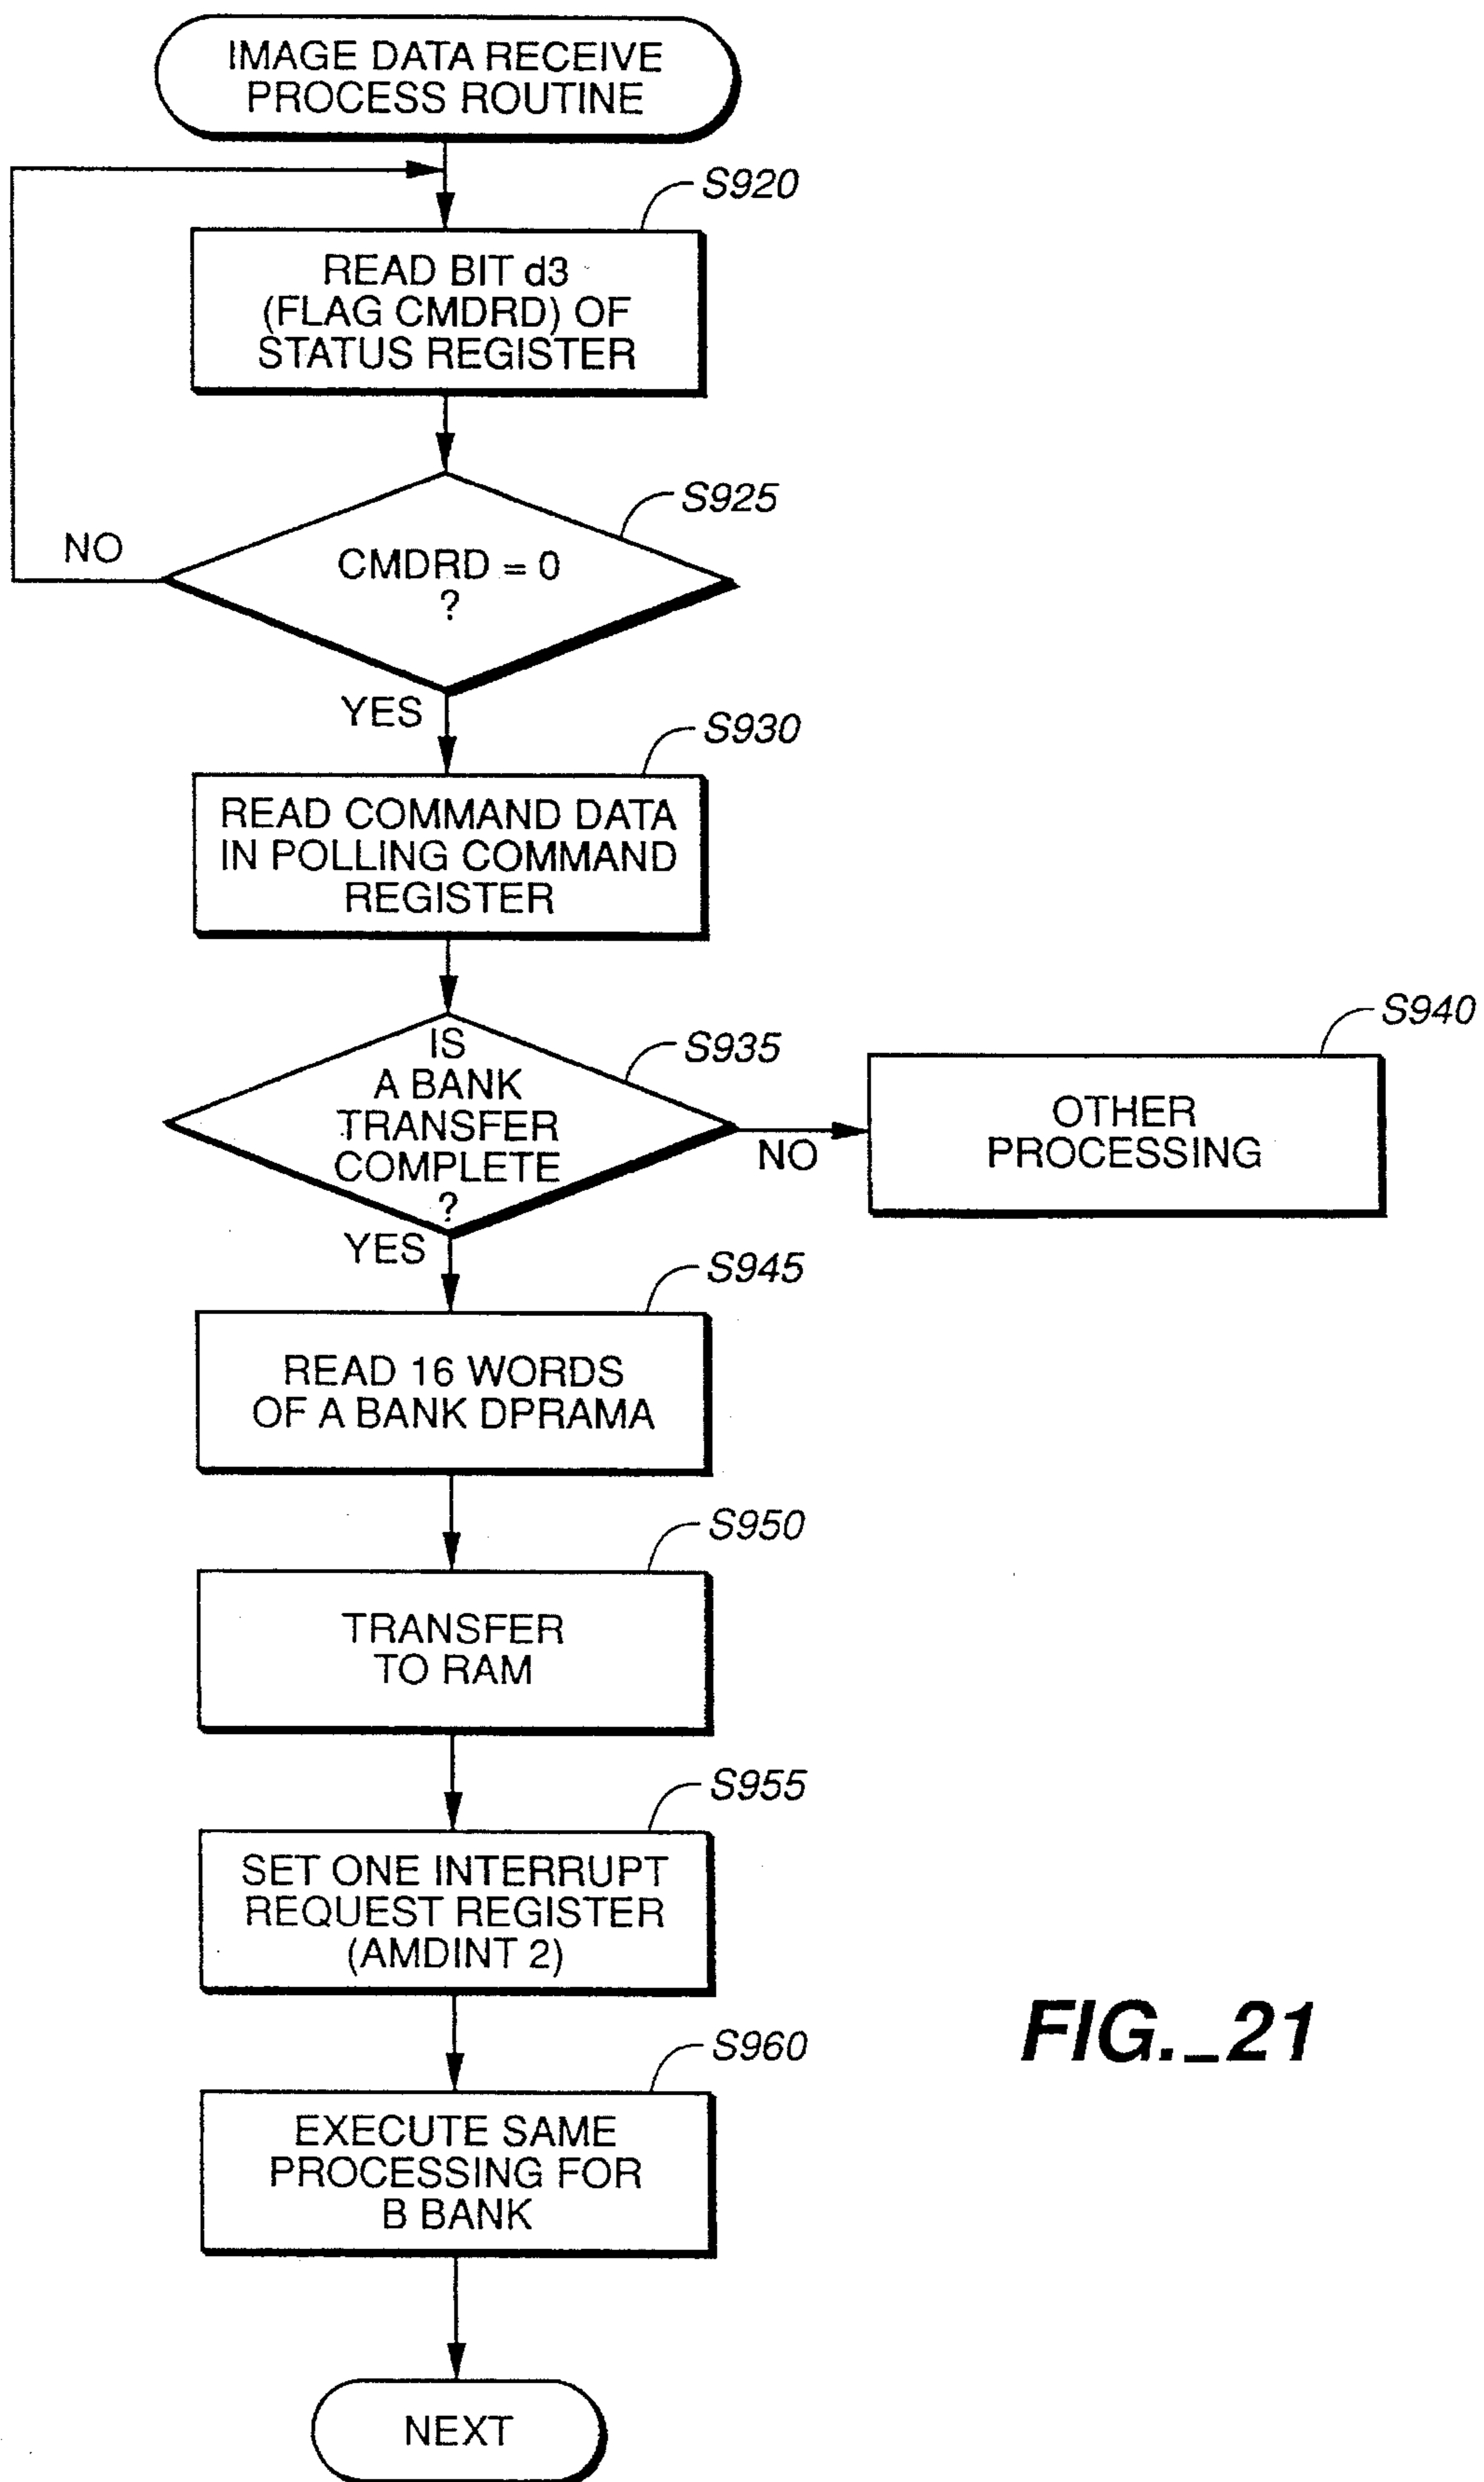 IMAGE DATA RECEIVE
PROCESS ROUTINE
S920
READ BIT d3
(FLAG CMDRD) OF
STATUS REGISTER
S925
NO
CMDRD = 0
?
YES
S930
READ COMMAND DATA
IN POLLING COMMAND
REGISTER
S935
IS
A BANK
TRANSFER
COMPLETE
?
NO
S940
OTHER
PROCESSING
YES
S945
READ 16 WORDS
OF A BANK DPRAMA
S950
TRANSFER
TO RAM
S955
SET ONE INTERRUPT
REQUEST REGISTER
(AMDINT 2)
S960
EXECUTE SAME
PROCESSING FOR
B BANK
NEXT
FIG._21